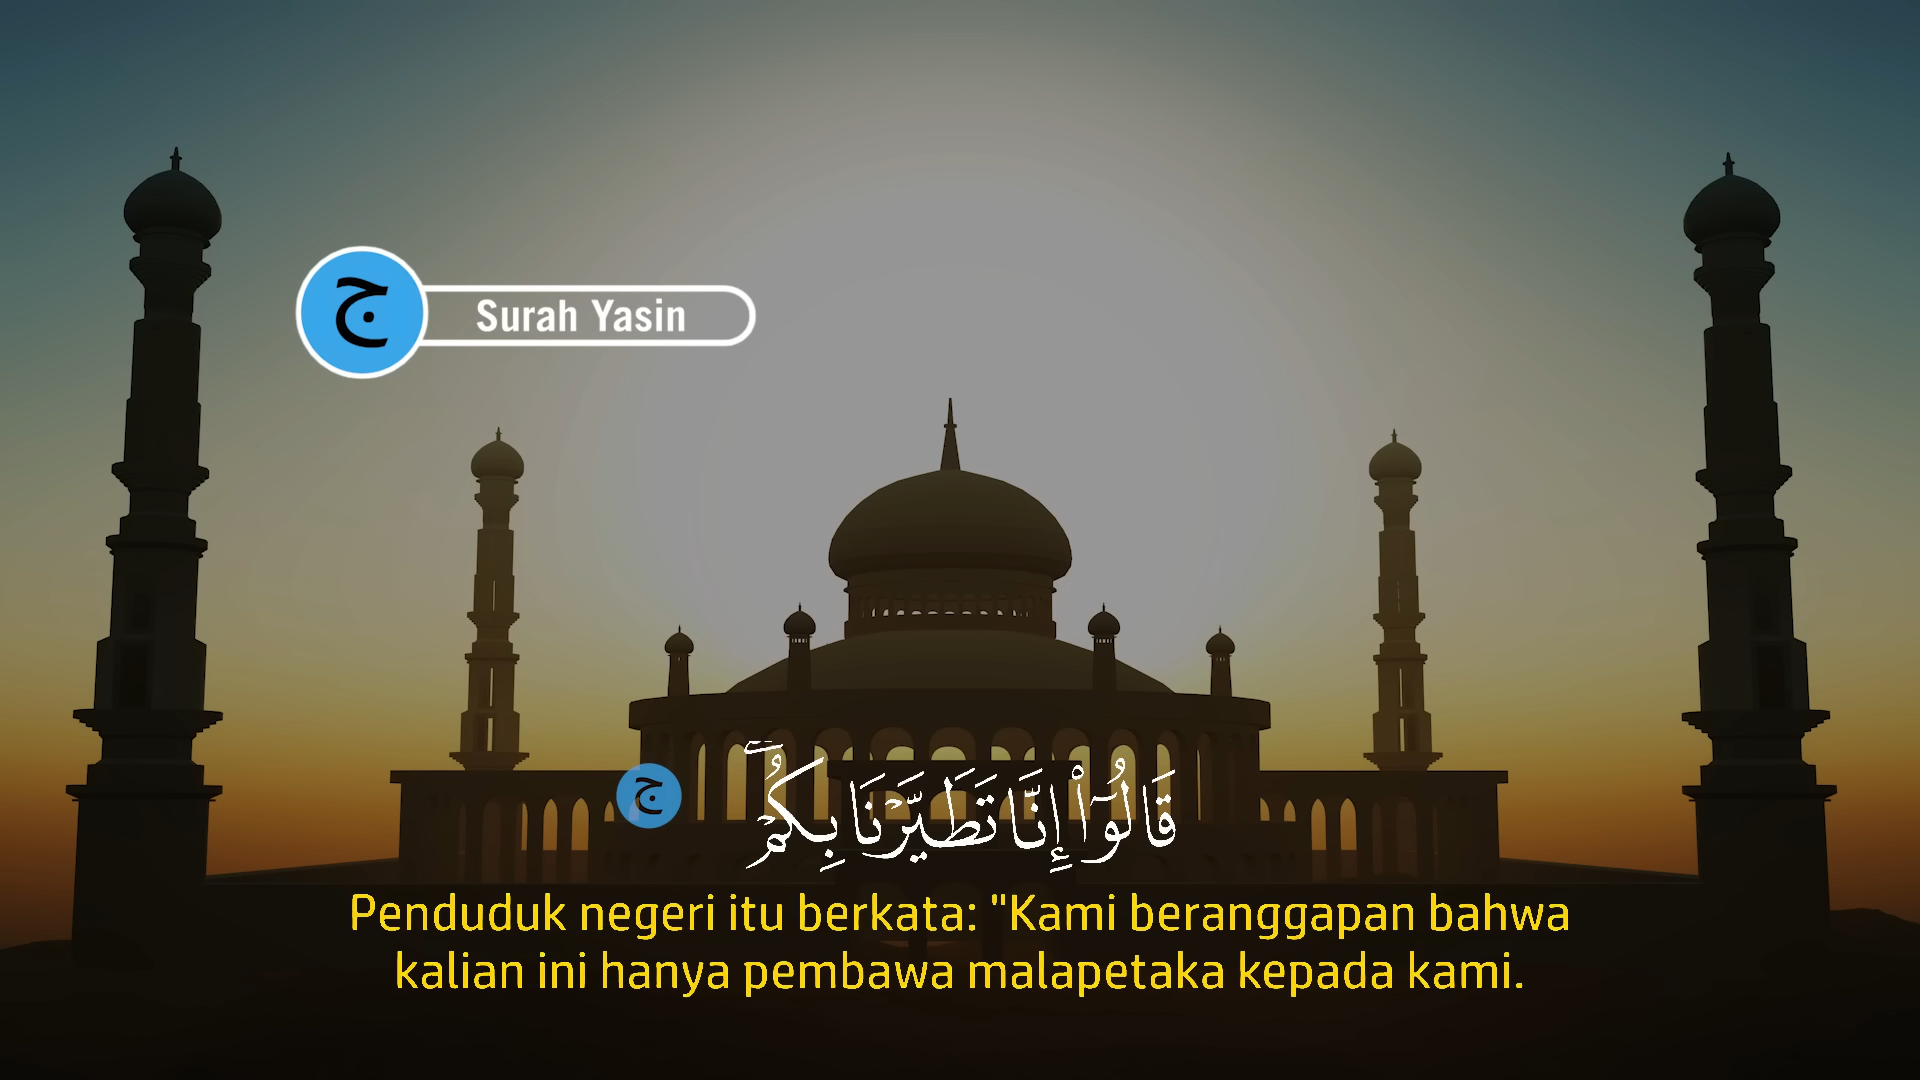 ج
Surah Yasin
ج
قَالُوٓا۟ إِنَّا تَطَيَّرْنَا بِكُمْ ۖ
Penduduk negeri itu berkata: "Kami beranggapan bahwa
kalian ini hanya pembawa malapetaka kepada kami.